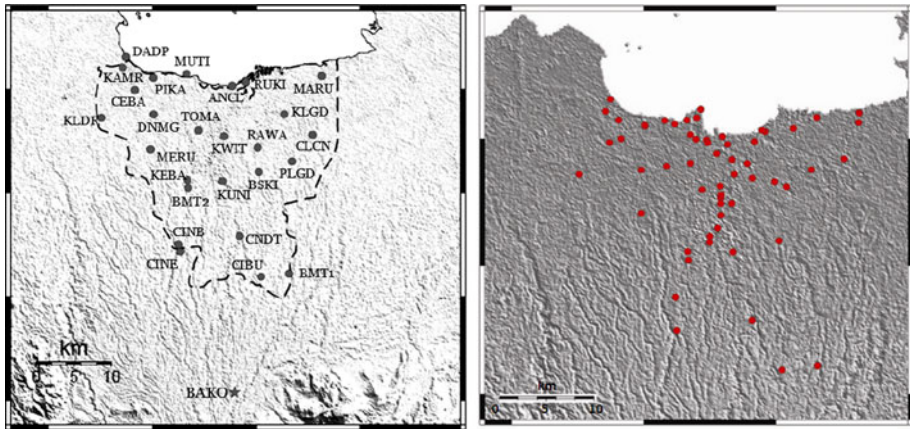 DADP
MUTI
KAMR
PIKA
RUKI
MARU
CEBA
ANCL
KLDR
DNMG
TOMA
KLGD
RAWA
CLCN
MERU
KWIT
KEBA
PLGD
BSKI
BMT2
KUNI
CINB
CNDT
CINE
CIBU
BMT1
km
0 5 10
BAKO
km
0 5 10